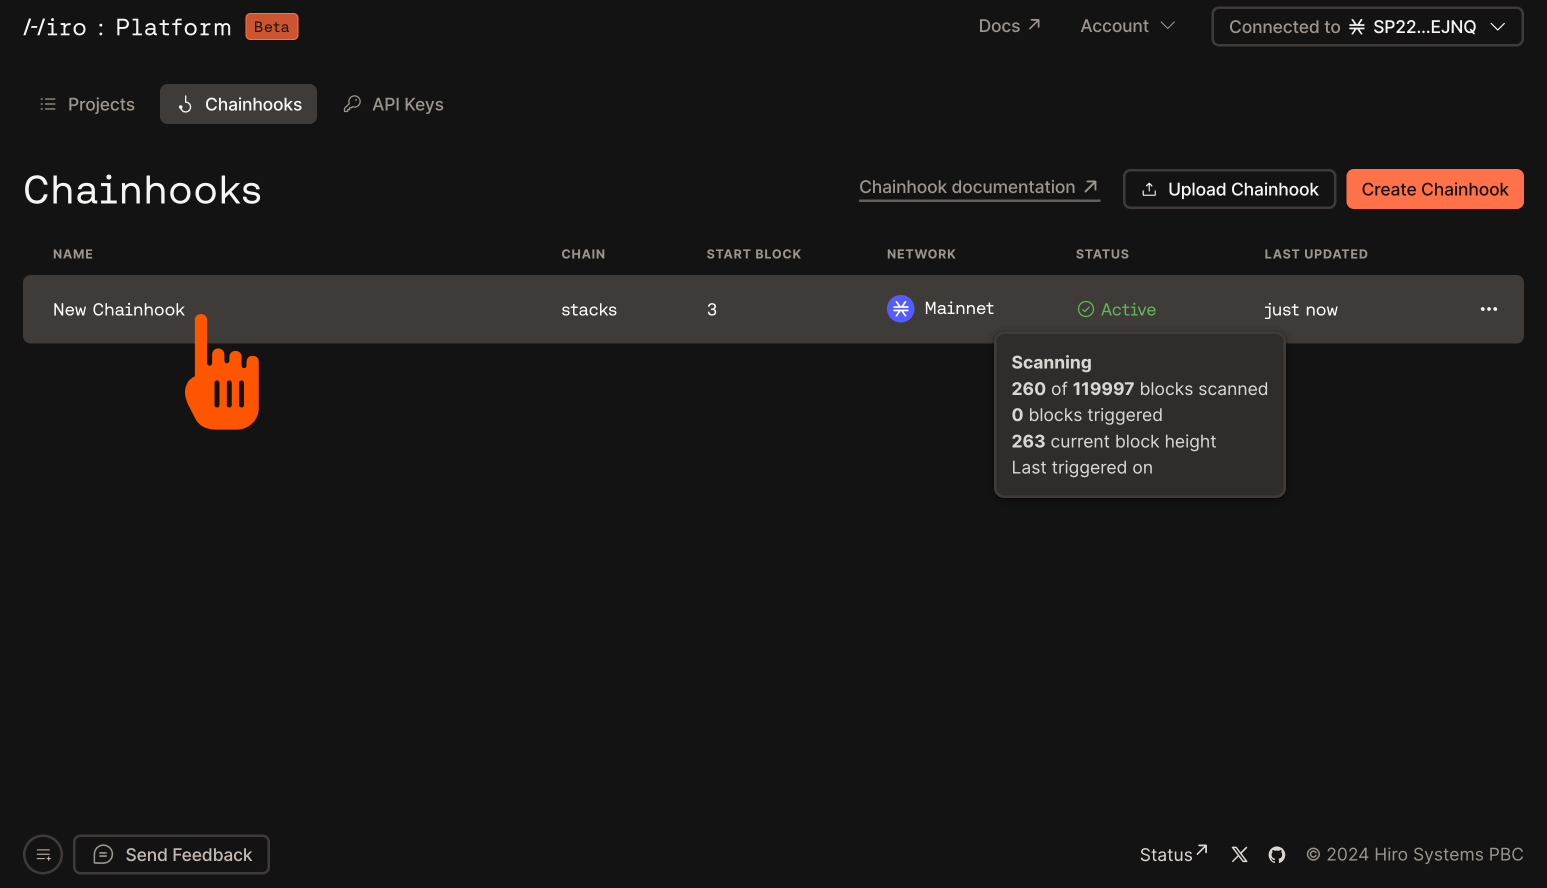 Hiro : Platform Beta
Docs Account Connected to SP22...EJNQ
Projects Chainhooks API Keys
Chainhooks
Chainhook documentation Upload Chainhook Create Chainhook
NAME CHAIN START BLOCK NETWORK STATUS LAST UPDATED
New Chainhook stacks 3 Mainnet Active just now
Scanning
260 of 119997 blocks scanned
0 blocks triggered
263 current block height
Last triggered on
Send Feedback Status © 2024 Hiro Systems PBC